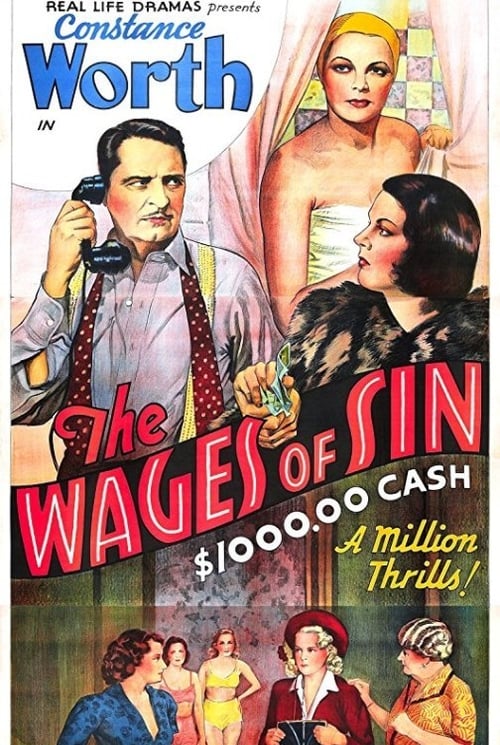 REAL LIFE DRAMAS presents
Constance
Worth
IN
The
WAGES OF SIN
$1000.00 CASH
A Million
Thrills!